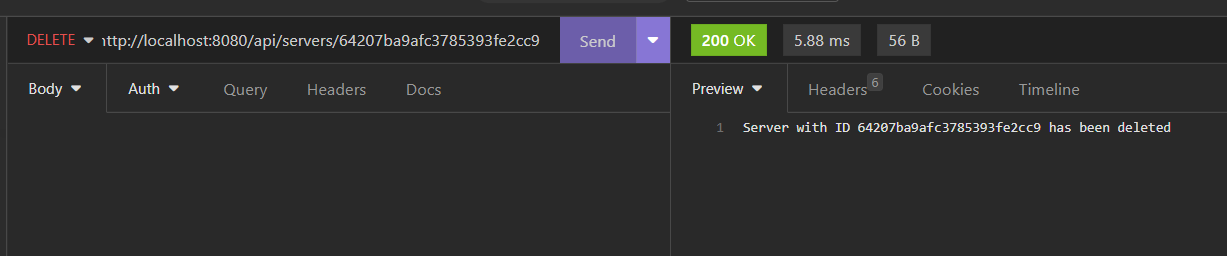 DELETE ttp://localhost:8080/api/servers/64207ba9afc3785393fe2cc9 Send 200 OK 5.88 ms 56 B
Body Auth Query Headers Docs Preview Headers 6 Cookies Timeline
1 Server with ID 64207ba9afc3785393fe2cc9 has been deleted